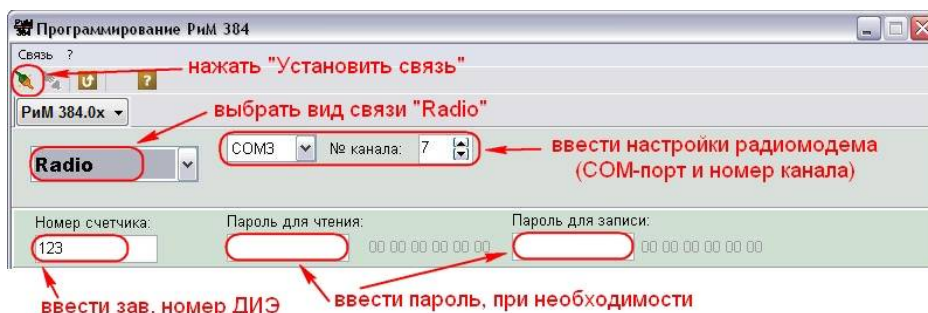 Программирование РиМ 384
Связь ?
нажать "Установить связь"
?
РиМ 384.0x
выбрать вид связи "Radio"
Radio
COM3 № канала: 7
ввести настройки радиомодема
(COM-порт и номер канала)
Номер счетчика: Пароль для чтения: Пароль для записи:
123 00 00 00 00 00 00 00 00 00 00 00 00
ввести зав. номер ДИЭ ввести пароль, при необходимости